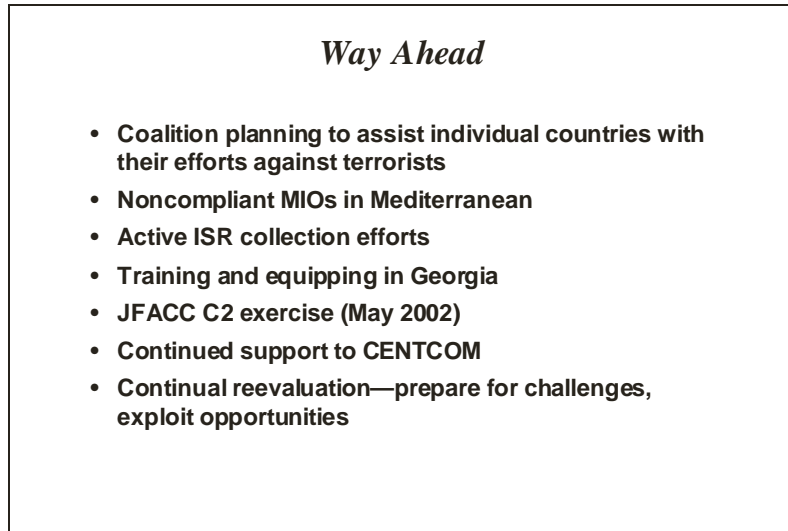 Way Ahead
• Coalition planning to assist individual countries with
their efforts against terrorists
• Noncompliant MIOs in Mediterranean
• Active ISR collection efforts
• Training and equipping in Georgia
• JFACC C2 exercise (May 2002)
• Continued support to CENTCOM
• Continual reevaluation—prepare for challenges,
exploit opportunities